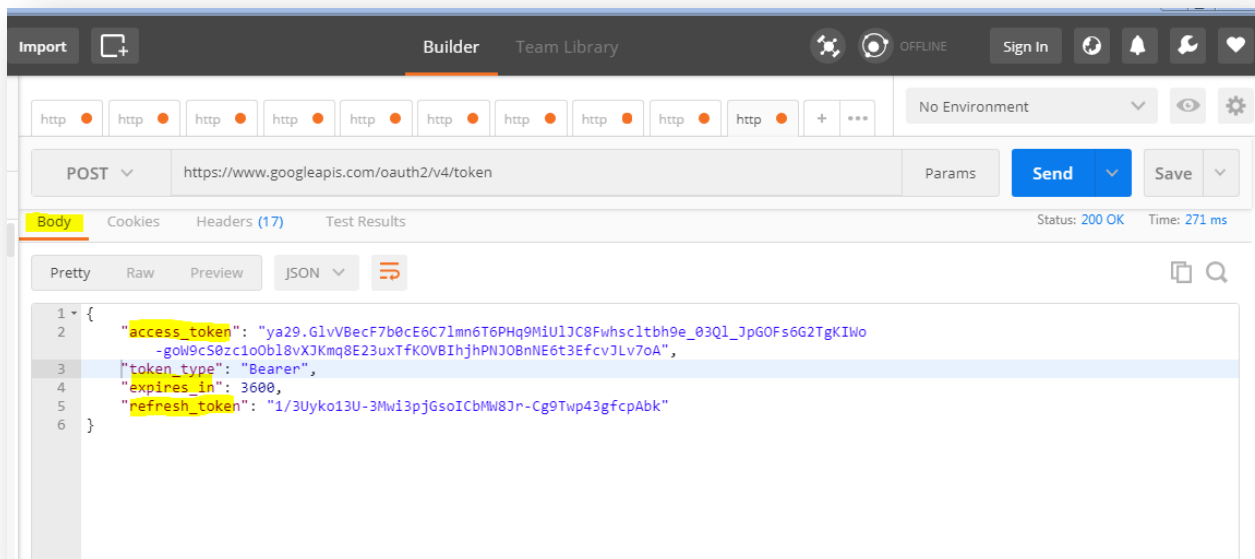 Import Builder Team Library OFFLINE Sign In
http http http http http http http http http http + ••• No Environment
POST https://www.googleapis.com/oauth2/v4/token Params Send Save
Body Cookies Headers (17) Test Results Status: 200 OK Time: 271 ms
Pretty Raw Preview JSON
1 {
2 "access_token": "ya29.GlvVBecF7b0cE6C7lmn6T6PHq9MiUlJC8Fwhscltbh9e_03Ql_JpGOFs6G2TgKIWo
-goW9cS0zc1oObl8vXJKmq8E23uxTfKOVBIhjhPNJOBnNE6t3EfcvJLv7oA",
3 "token_type": "Bearer",
4 "expires_in": 3600,
5 "refresh_token": "1/3Uyko13U-3Mwi3pjGsoICbMW8Jr-Cg9Twp43gfcpAbk"
6 }